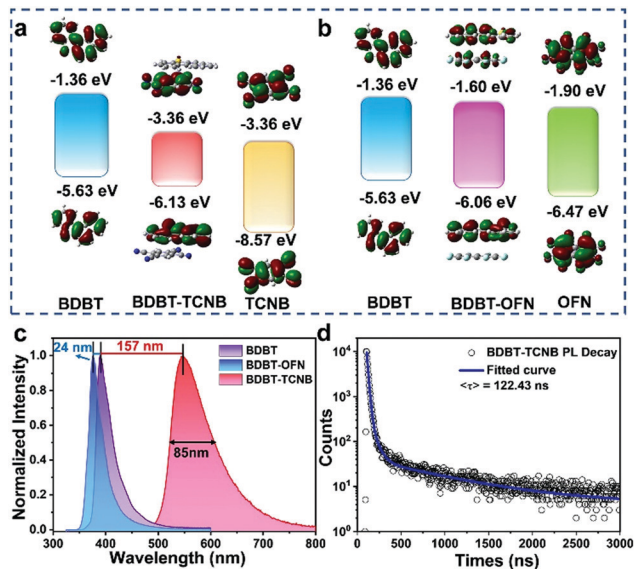 a
-1.36 eV
-3.36 eV
-3.36 eV
-5.63 eV
-6.13 eV
-8.57 eV
BDBT
BDBT-TCNB
TCNB
b
-1.36 eV
-1.60 eV
-1.90 eV
-5.63 eV
-6.06 eV
-6.47 eV
BDBT
BDBT-OFN
OFN
c
24 nm
157 nm
BDBT
BDBT-OFN
BDBT-TCNB
85nm
Normalized Intensity
1.0
0.8
0.6
0.4
0.2
0.0
300 400 500 600 700 800
Wavelength (nm)
d
BDBT-TCNB PL Decay
Fitted curve
<τ> = 122.43 ns
Counts
10⁴
10³
10²
10¹
10⁰
0 500 1000 1500 2000 2500 3000
Times (ns)